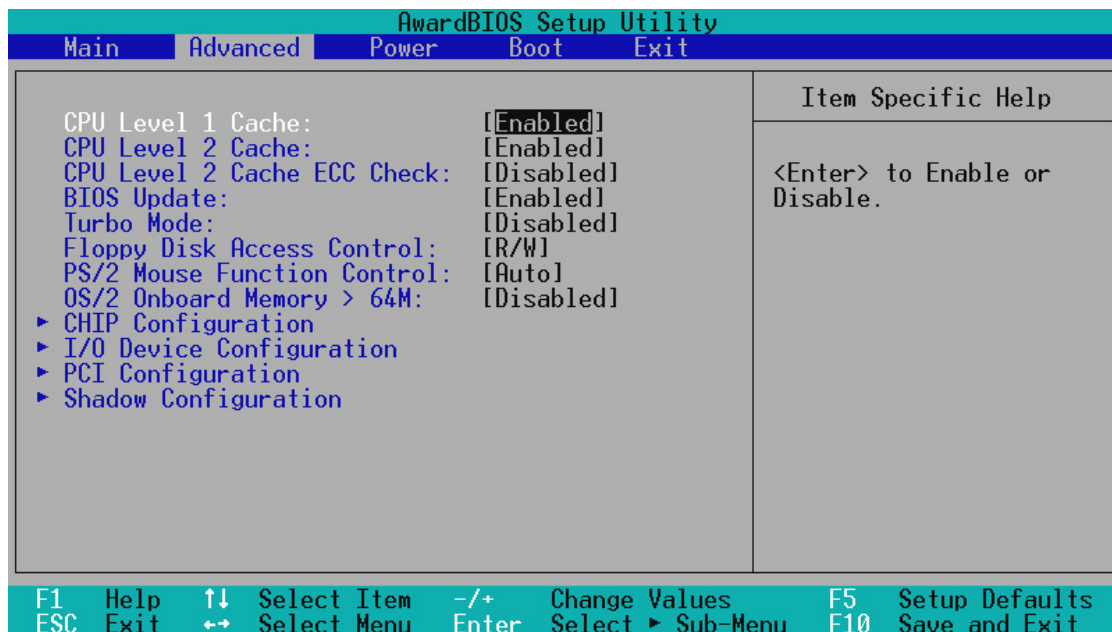 AwardBIOS Setup Utility
Main Advanced Power Boot Exit
CPU Level 1 Cache: [Enabled]
CPU Level 2 Cache: [Enabled]
CPU Level 2 Cache ECC Check: [Disabled]
BIOS Update: [Enabled]
Turbo Mode: [Disabled]
Floppy Disk Access Control: [R/W]
PS/2 Mouse Function Control: [Auto]
OS/2 Onboard Memory > 64M: [Disabled]
► CHIP Configuration
► I/O Device Configuration
► PCI Configuration
► Shadow Configuration
Item Specific Help
<Enter> to Enable or
Disable.
F1 Help ↑↓ Select Item -/+ Change Values F5 Setup Defaults
ESC Exit ←→ Select Menu Enter Select ► Sub-Menu F10 Save and Exit